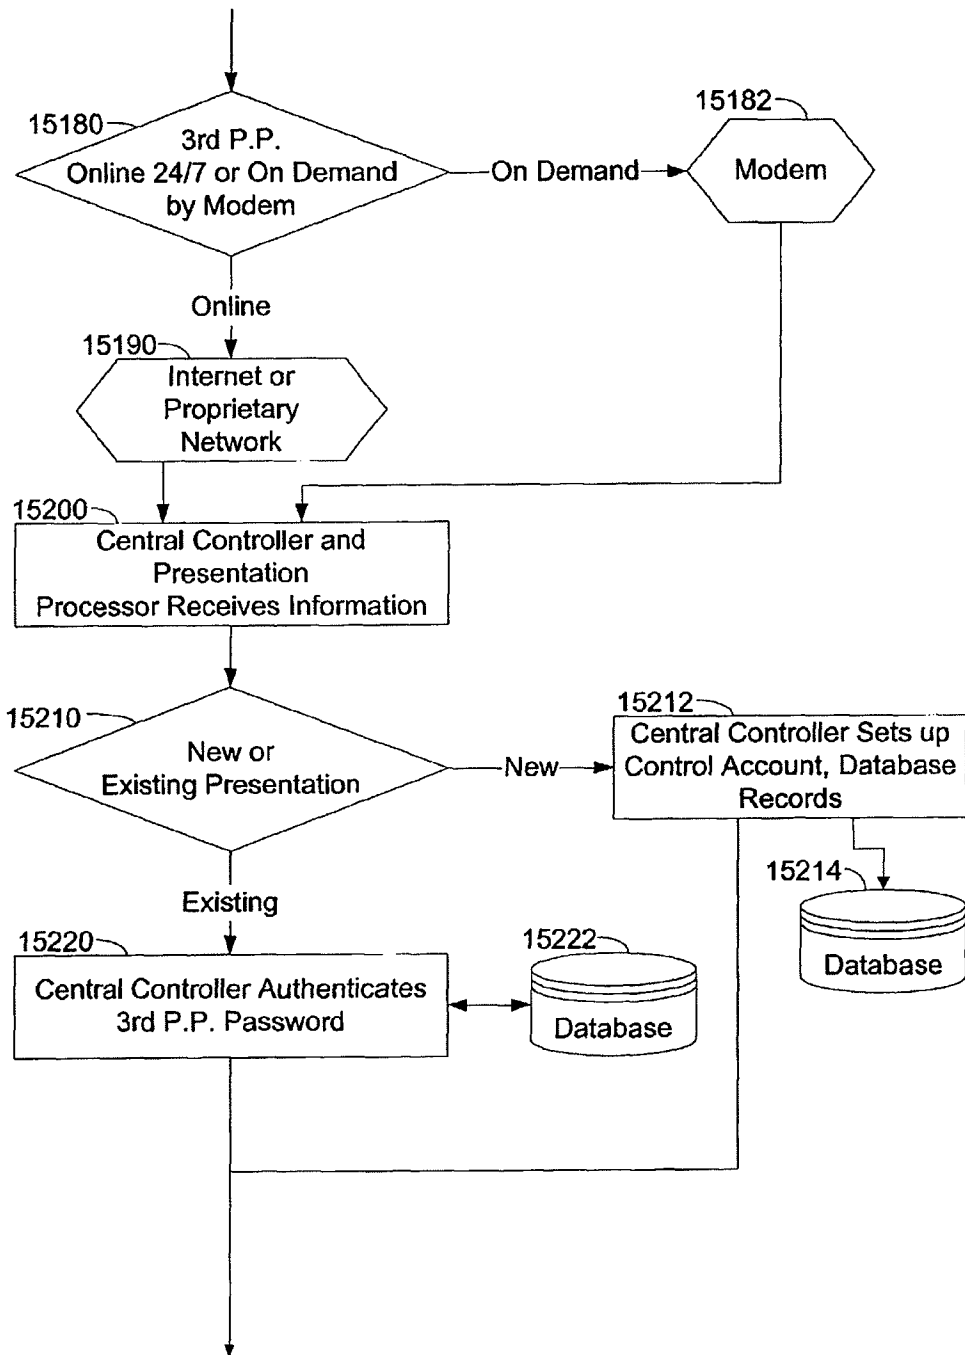 15180
3rd P.P.
Online 24/7 or On Demand
by Modem
On Demand
15182
Modem
Online
15190
Internet or
Proprietary
Network
15200
Central Controller and
Presentation
Processor Receives Information
15210
New or
Existing Presentation
New
15212
Central Controller Sets up
Control Account, Database
Records
15214
Database
Existing
15220
Central Controller Authenticates
3rd P.P. Password
15222
Database